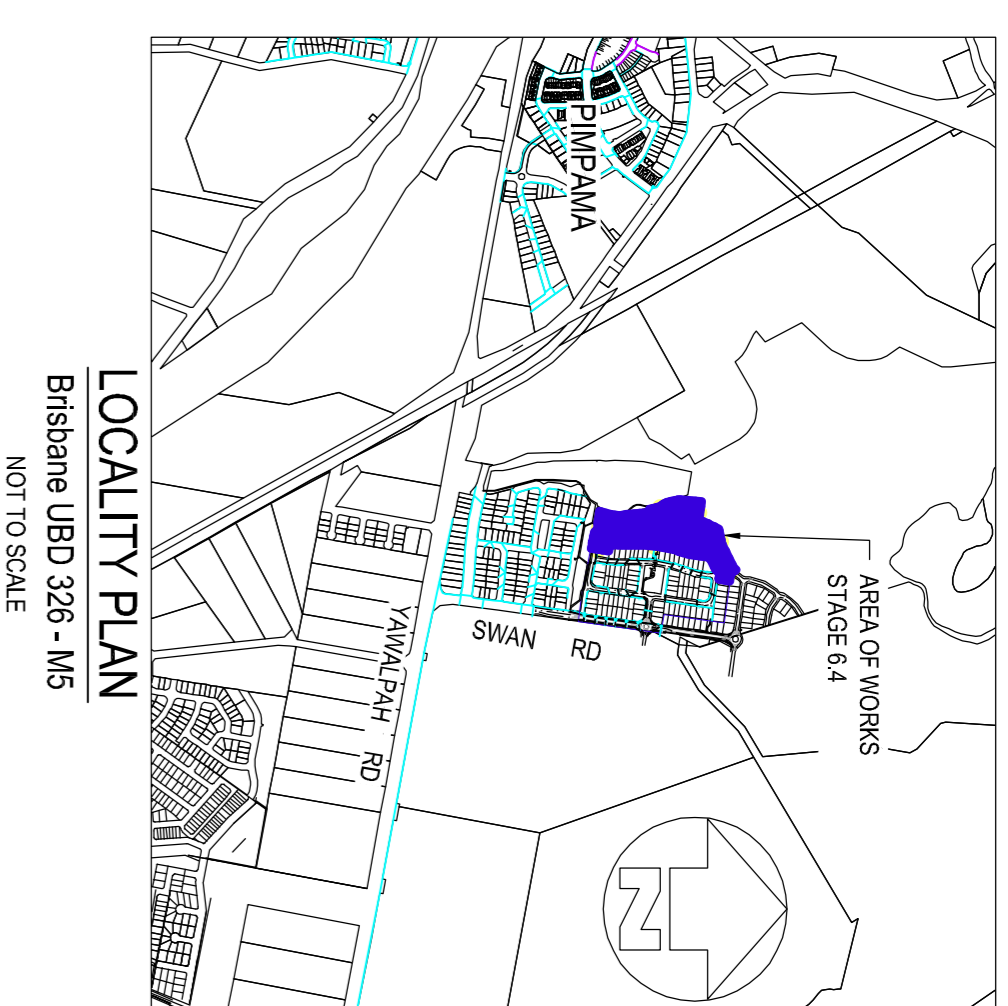 PIMPAMA
AREA OF WORKS
STAGE 6.4
SWAN RD
YAWALPAH RD
N
LOCALITY PLAN
Brisbane UBD 326 - M5
NOT TO SCALE